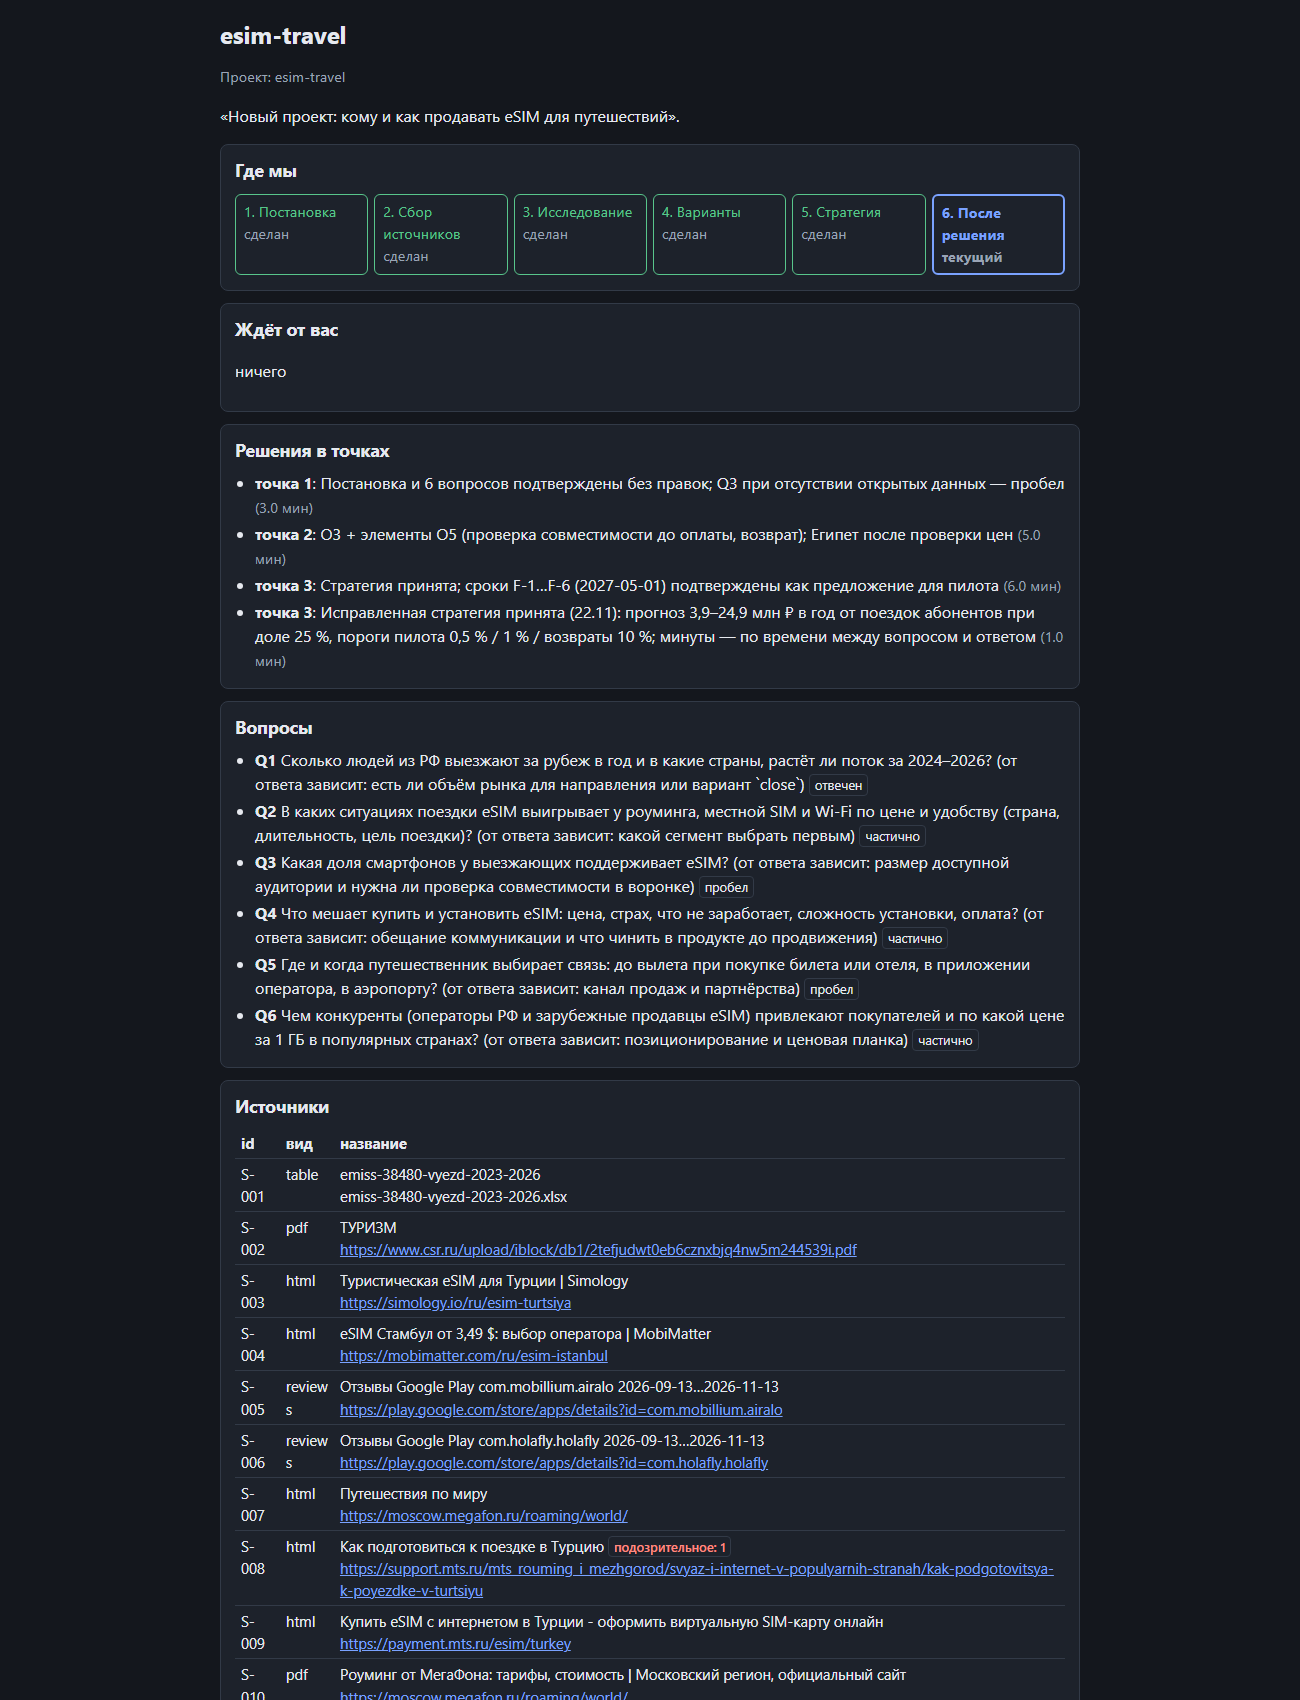 esim-travel
Проект: esim-travel
«Новый проект: кому и как продавать eSIM для путешествий».
Где мы
1. Постановка
сделан
2. Сбор
источников
сделан
3. Исследование
сделан
4. Варианты
сделан
5. Стратегия
сделан
6. После
решения
текущий
Ждёт от вас
ничего
Решения в точках
точка 1: Постановка и 6 вопросов подтверждены без правок; Q3 при отсутствии открытых данных — пробел
(3.0 мин)
точка 2: O3 + элементы O5 (проверка совместимости до оплаты, возврат); Египет после проверки цен (5.0
мин)
точка 3: Стратегия принята; сроки F-1…F-6 (2027-05-01) подтверждены как предложение для пилота (6.0 мин)
точка 3: Исправленная стратегия принята (22.11): прогноз 3,9–24,9 млн ₽ в год от поездок абонентов при
доле 25 %, пороги пилота 0,5 % / 1 % / возвраты 10 %; минуты — по времени между вопросом и ответом (1.0
мин)
Вопросы
Q1 Сколько людей из РФ выезжают за рубеж в год и в какие страны, растёт ли поток за 2024–2026? (от
ответа зависит: есть ли объём рынка для направления или вариант `close`) отвечен
Q2 В каких ситуациях поездки eSIM выигрывает у роуминга, местной SIM и Wi-Fi по цене и удобству (страна,
длительность, цель поездки)? (от ответа зависит: какой сегмент выбрать первым) частично
Q3 Какая доля смартфонов у выезжающих поддерживает eSIM? (от ответа зависит: размер доступной
аудитории и нужна ли проверка совместимости в воронке) пробел
Q4 Что мешает купить и установить eSIM: цена, страх, что не заработает, сложность установки, оплата? (от
ответа зависит: обещание коммуникации и что чинить в продукте до продвижения) частично
Q5 Где и когда путешественник выбирает связь: до вылета при покупке билета или отеля, в приложении
оператора, в аэропорту? (от ответа зависит: канал продаж и партнёрства) пробел
Q6 Чем конкуренты (операторы РФ и зарубежные продавцы eSIM) привлекают покупателей и по какой цене
за 1 ГБ в популярных странах? (от ответа зависит: позиционирование и ценовая планка) частично
Источники
id вид название
S-
001
table
emiss-38480-vyezd-2023-2026
emiss-38480-vyezd-2023-2026.xlsx
S-
002
pdf
ТУРИЗМ
https://www.csr.ru/upload/iblock/db1/2tefjudwt0eb6cznxbjq4nw5m244539i.pdf
S-
003
html
Туристическая eSIM для Турции | Simology
https://simology.io/ru/esim-turtsiya
S-
004
html
eSIM Стамбул от 3,49 $: выбор оператора | MobiMatter
https://mobimatter.com/ru/esim-istanbul
S-
005
review
s
Отзывы Google Play com.mobillium.airalo 2026-09-13…2026-11-13
https://play.google.com/store/apps/details?id=com.mobillium.airalo
S-
006
review
s
Отзывы Google Play com.holafly.holafly 2026-09-13…2026-11-13
https://play.google.com/store/apps/details?id=com.holafly.holafly
S-
007
html
Путешествия по миру
https://moscow.megafon.ru/roaming/world/
S-
008
html
Как подготовиться к поездке в Турцию подозрительное: 1
https://support.mts.ru/mts_rouming_i_mezhgorod/svyaz-i-internet-v-populyarnih-stranah/kak-podgotovitsya-
k-poyezdke-v-turtsiyu
S-
009
html
Купить eSIM с интернетом в Турции - оформить виртуальную SIM-карту онлайн
https://payment.mts.ru/esim/turkey
S-
010
pdf
Роуминг от МегаФона: тарифы, стоимость | Московский регион, официальный сайт
https://moscow.megafon.ru/roaming/world/